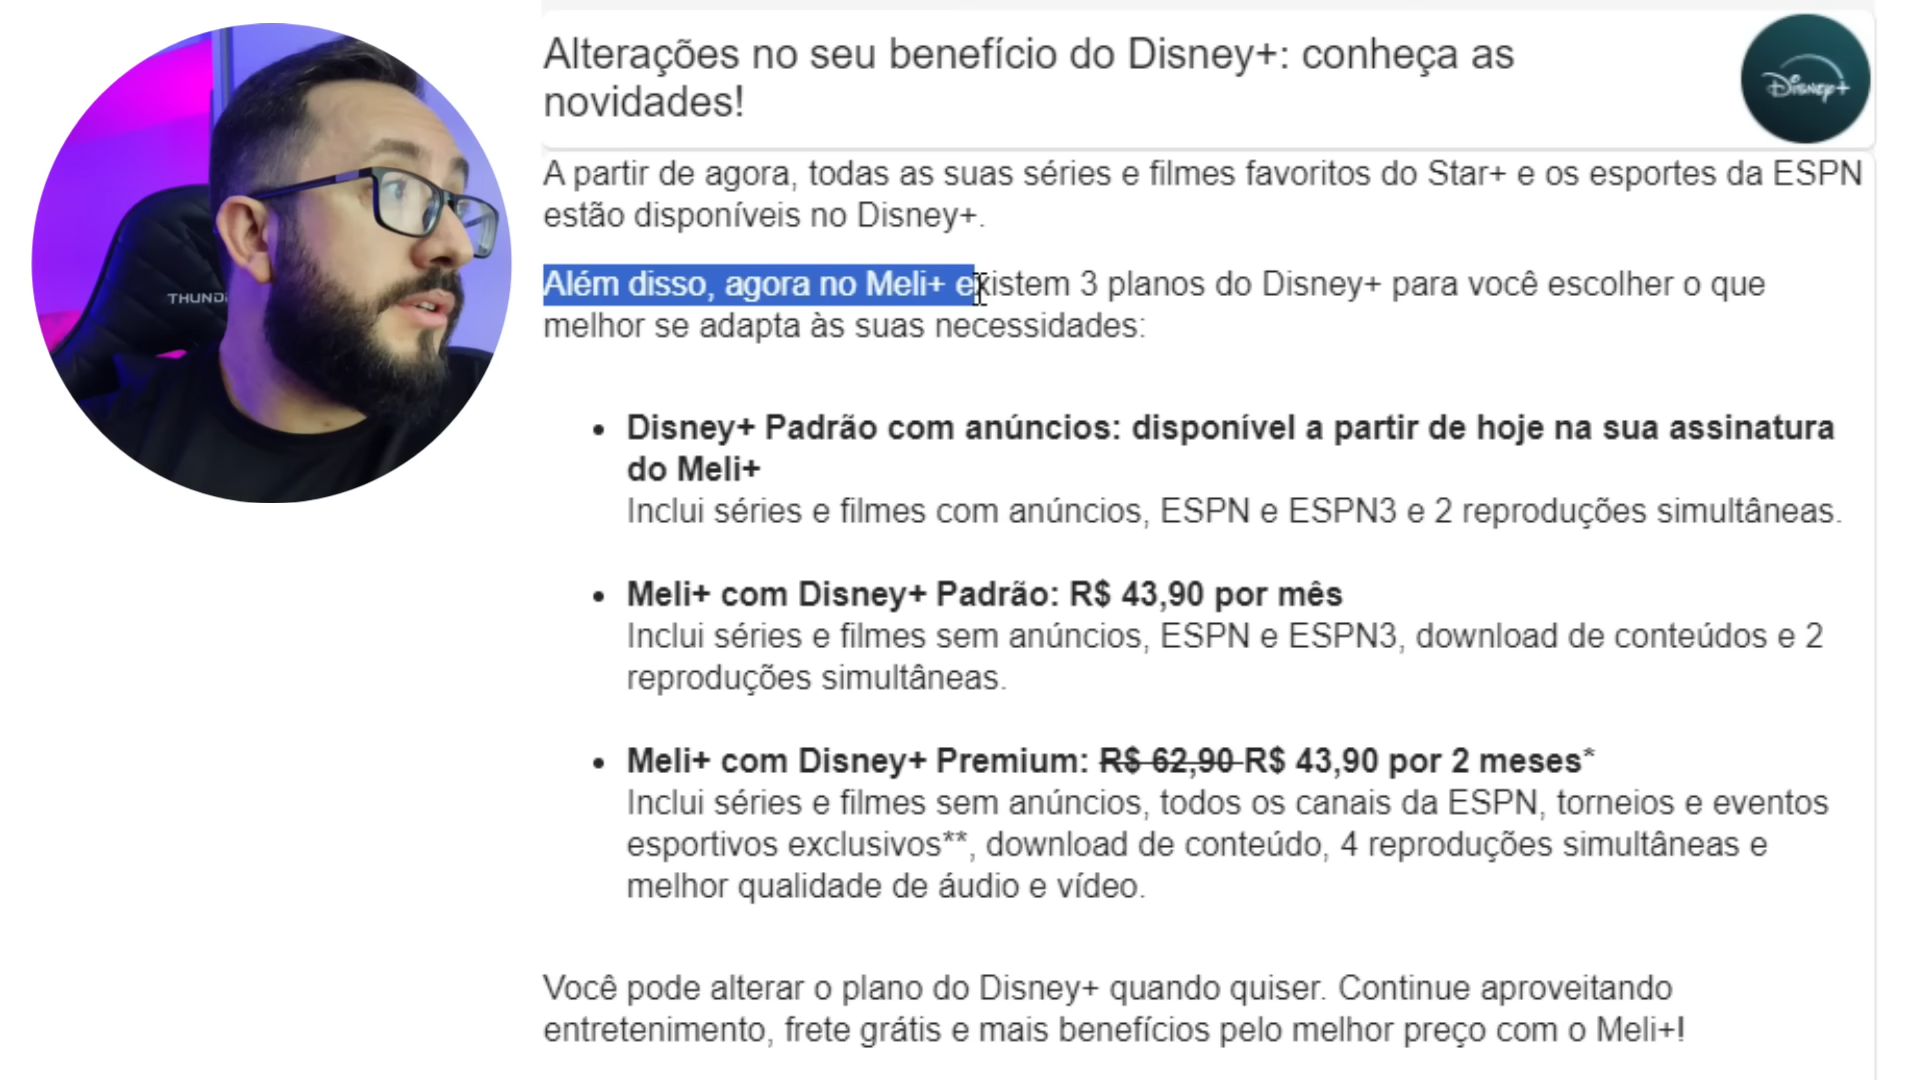 Alterações no seu benefício do Disney+: conheça as
novidades!
Disney+
A partir de agora, todas as suas séries e filmes favoritos do Star+ e os esportes da ESPN
estão disponíveis no Disney+.
Além disso, agora no Meli+ existem 3 planos do Disney+ para você escolher o que
melhor se adapta às suas necessidades:
THUND
• Disney+ Padrão com anúncios: disponível a partir de hoje na sua assinatura
do Meli+
Inclui séries e filmes com anúncios, ESPN e ESPN3 e 2 reproduções simultâneas.
• Meli+ com Disney+ Padrão: R$ 43,90 por mês
Inclui séries e filmes sem anúncios, ESPN e ESPN3, download de conteúdos e 2
reproduções simultâneas.
• Meli+ com Disney+ Premium: R$ 62,90 R$ 43,90 por 2 meses*
Inclui séries e filmes sem anúncios, todos os canais da ESPN, torneios e eventos
esportivos exclusivos**, download de conteúdo, 4 reproduções simultâneas e
melhor qualidade de áudio e vídeo.
Você pode alterar o plano do Disney+ quando quiser. Continue aproveitando
entretenimento, frete grátis e mais benefícios pelo melhor preço com o Meli+!